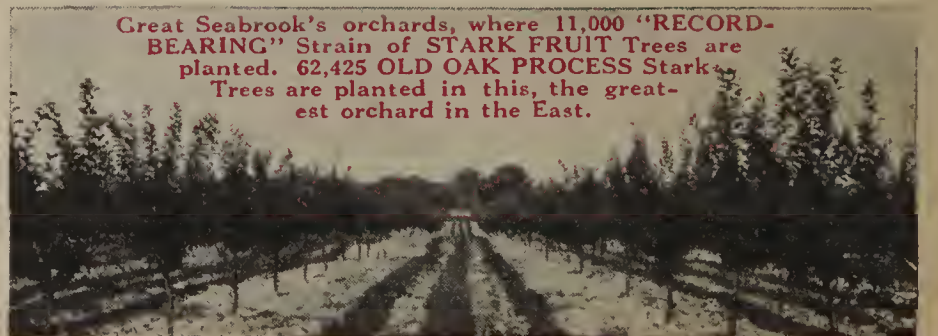 Great Seabrook's orchards, where 11,000 "RECORD-
BEARING" Strain of STARK FRUIT Trees are
planted. 62,425 OLD OAK PROCESS Stark
Trees are planted in this, the great-
est orchard in the East.